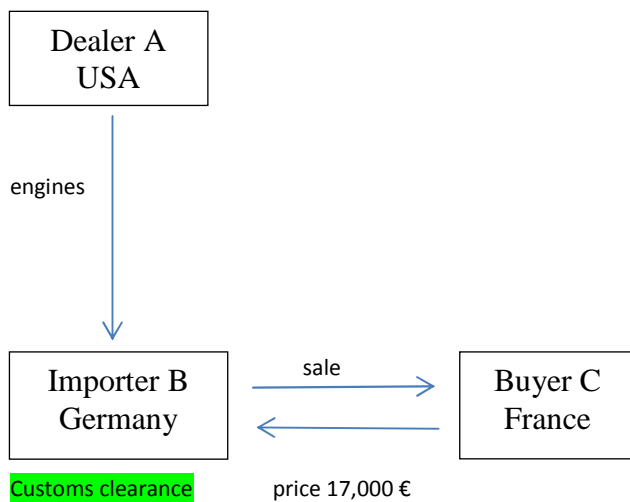 Dealer A
USA
engines
Importer B
Germany
sale
Buyer C
France
Customs clearance
price 17,000 €